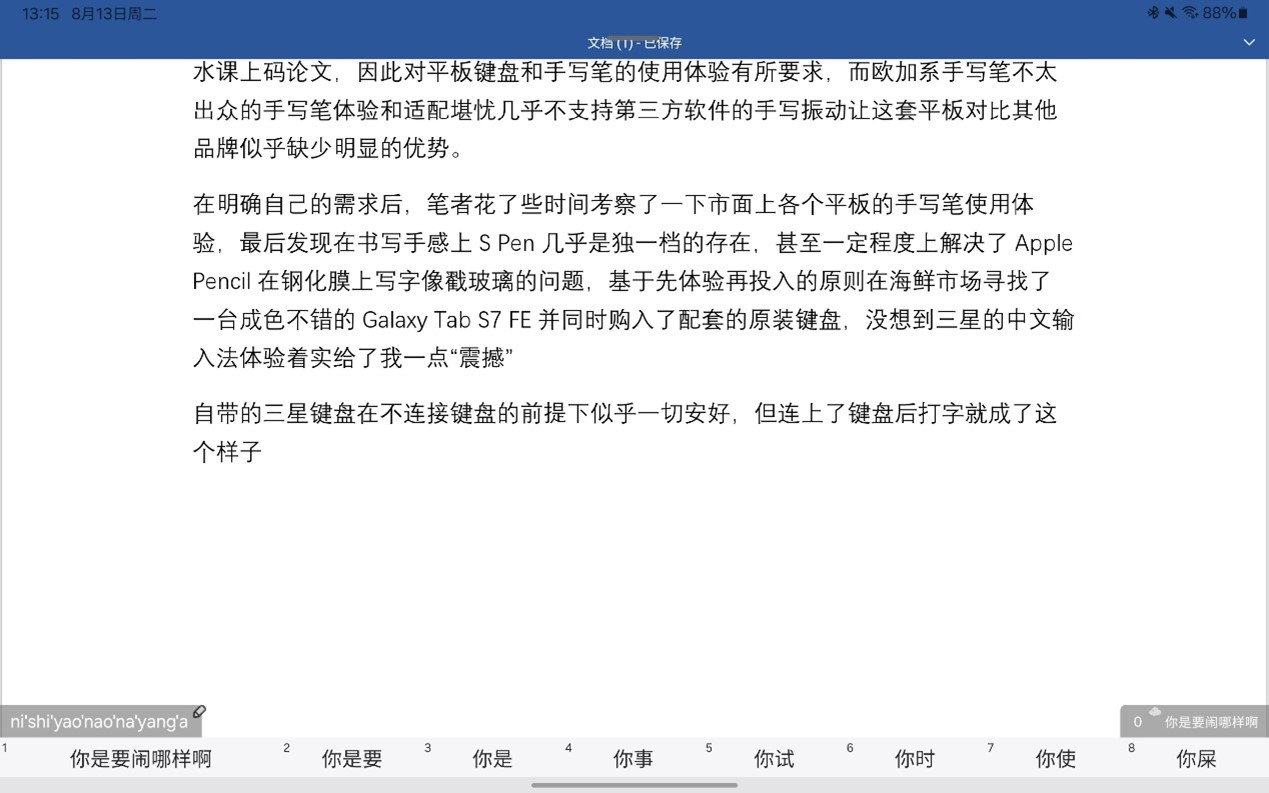 13:15 8月13日周二
88%
文档 (1) - 已保存
水课上码论文，因此对平板键盘和手写笔的使用体验有所要求，而欧加系手写笔不太
出众的手写笔体验和适配堪忧几乎不支持第三方软件的手写振动让这套平板对比其他
品牌似乎缺少明显的优势。
在明确自己的需求后，笔者花了些时间考察了一下市面上各个平板的手写笔使用体
验，最后发现在书写手感上 S Pen 几乎是独一档的存在，甚至一定程度上解决了 Apple
Pencil 在钢化膜上写字像戳玻璃的问题，基于先体验再投入的原则在海鲜市场寻找了
一台成色不错的 Galaxy Tab S7 FE 并同时购入了配套的原装键盘，没想到三星的中文输
入法体验着实给了我一点“震撼”
自带的三星键盘在不连接键盘的前提下似乎一切安好，但连上了键盘后打字就成了这
个样子
ni'shi'yao'nao'na'yang'a
0 你是要闹哪样啊
1 你是要闹哪样啊 2 你是要 3 你是 4 你事 5 你试 6 你时 7 你使 8 你屎